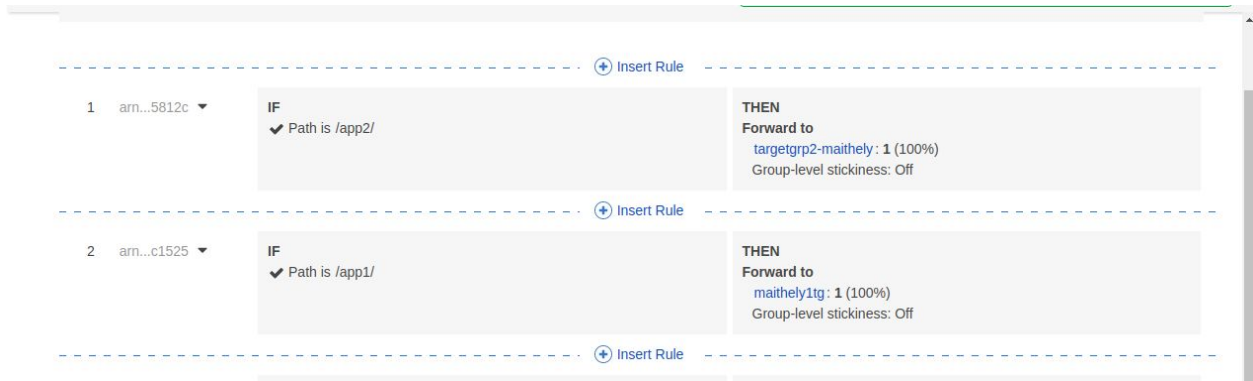 Insert Rule
1 arn...5812c
IF
Path is /app2/
THEN
Forward to
targetgrp2-maithely: 1 (100%)
Group-level stickiness: Off
Insert Rule
2 arn...c1525
IF
Path is /app1/
THEN
Forward to
maithely1tg: 1 (100%)
Group-level stickiness: Off
Insert Rule